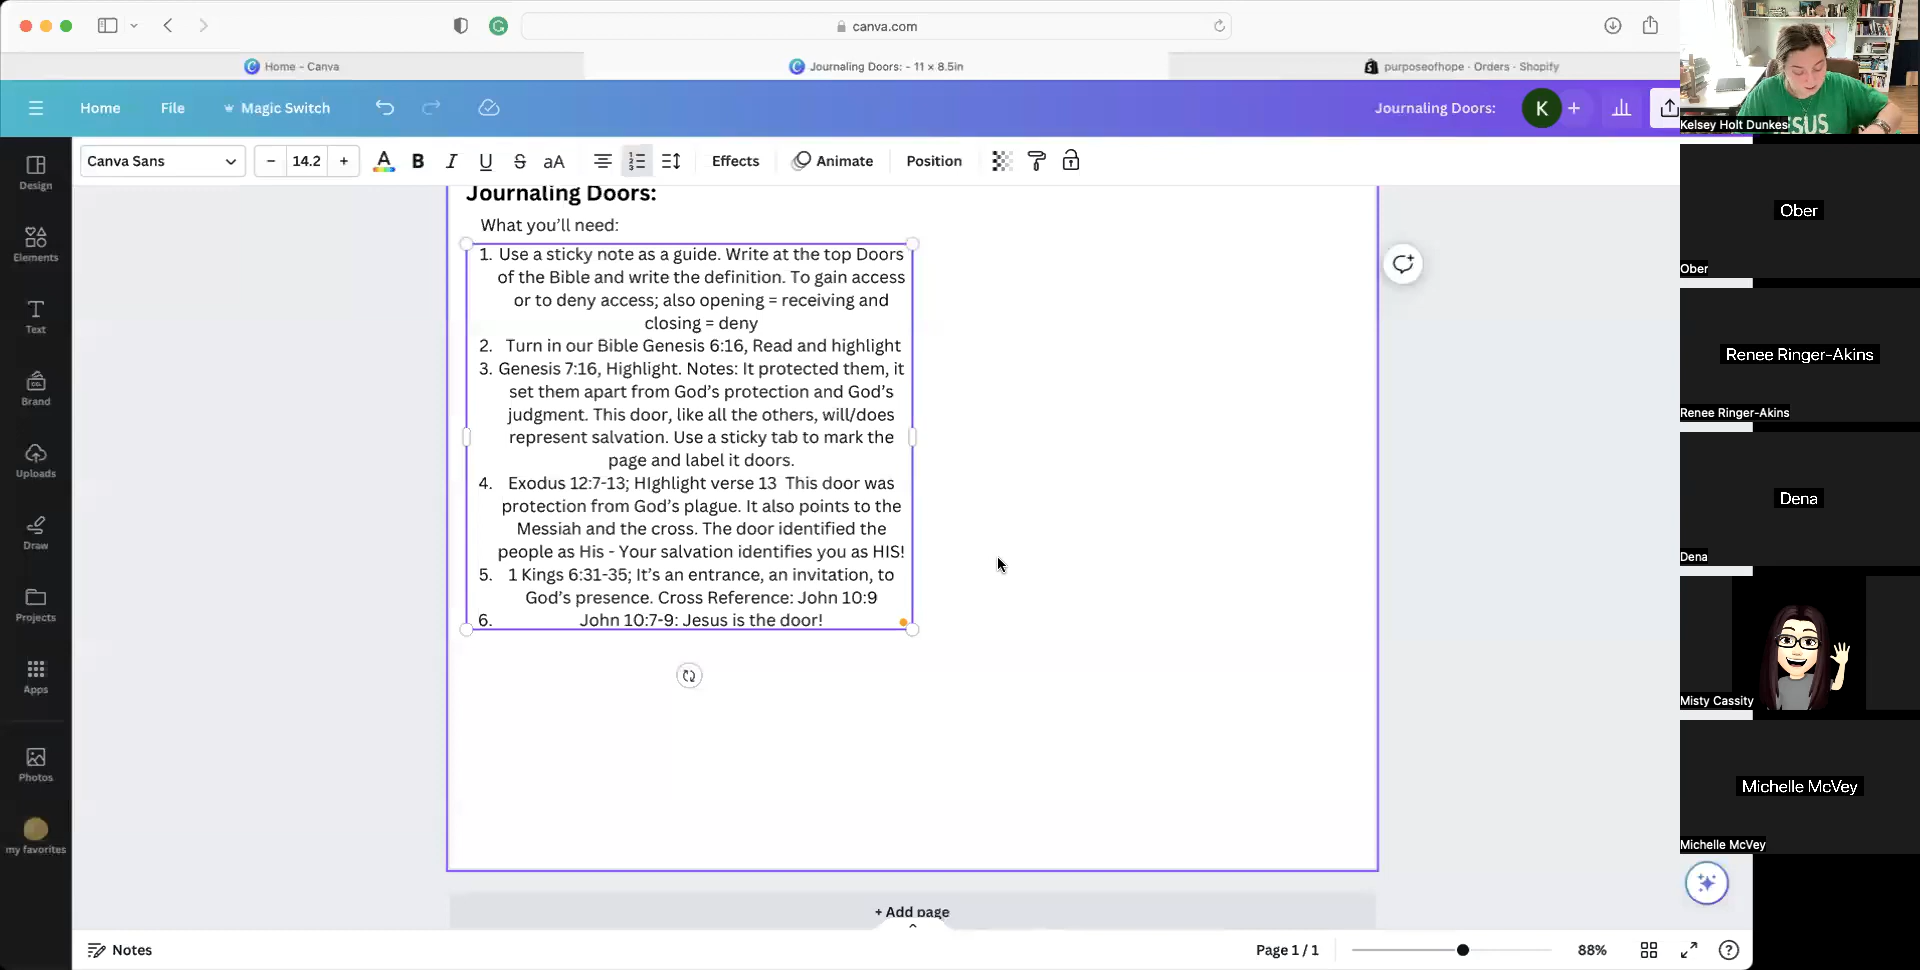 canva.com
Home - Canva
Journaling Doors: - 11 × 8.5in
purposeofhope · Orders · Shopify
Home
File
Magic Switch
Journaling Doors:
K
Canva Sans
14.2
B
I
U
S
aA
Effects
Animate
Position
Design
Elements
Text
Brand
Uploads
Draw
Projects
Apps
Photos
my favorites
Journaling Doors:
What you’ll need:
1. Use a sticky note as a guide. Write at the top Doors
of the Bible and write the definition. To gain access
or to deny access; also opening = receiving and
closing = deny
2. Turn in our Bible Genesis 6:16, Read and highlight
3. Genesis 7:16, Highlight. Notes: It protected them, it
set them apart from God’s protection and God’s
judgment. This door, like all the others, will/does
represent salvation. Use a sticky tab to mark the
page and label it doors.
4. Exodus 12:7-13; HIghlight verse 13 This door was
protection from God’s plague. It also points to the
Messiah and the cross. The door identified the
people as His - Your salvation identifies you as HIS!
5. 1 Kings 6:31-35; It’s an entrance, an invitation, to
God’s presence. Cross Reference: John 10:9
6. John 10:7-9: Jesus is the door!
+ Add page
Notes
Page 1 / 1
88%
JESUS
Kelsey Holt Dunkes
Ober
Ober
Renee Ringer-Akins
Renee Ringer-Akins
Dena
Dena
Misty Cassity
Michelle McVey
Michelle McVey